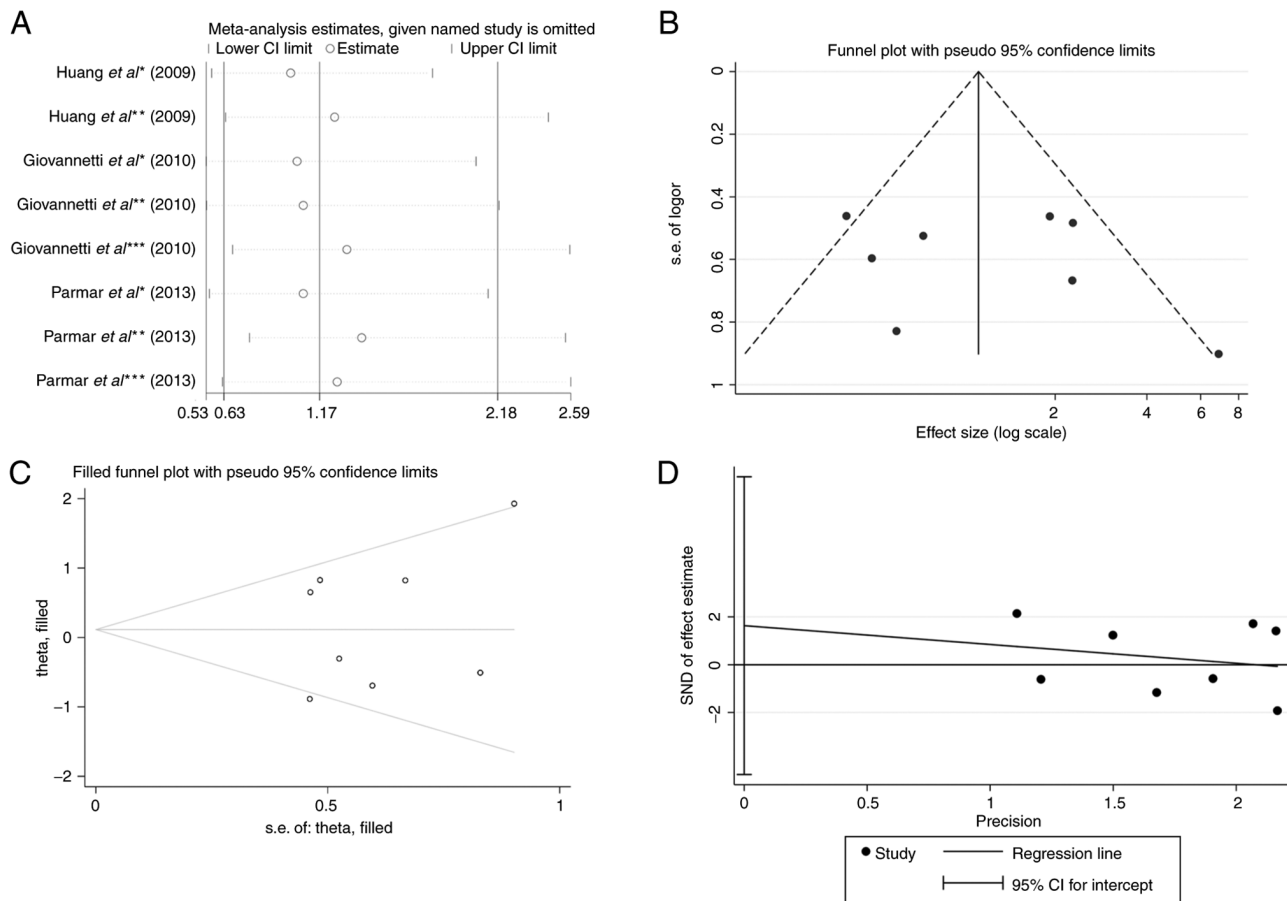 A
Meta-analysis estimates, given named study is omitted
Lower CI limit Estimate Upper CI limit
Huang et al* (2009)
Huang et al** (2009)
Giovannetti et al* (2010)
Giovannetti et al** (2010)
Giovannetti et al*** (2010)
Parmar et al* (2013)
Parmar et al** (2013)
Parmar et al*** (2013)
0.53 0.63 1.17 2.18 2.59
B
Funnel plot with pseudo 95% confidence limits
s.e. of logor
0
0.2
0.4
0.6
0.8
1
2 4 6 8
Effect size (log scale)
C
Filled funnel plot with pseudo 95% confidence limits
theta, filled
2
1
0
−1
−2
0 0.5 1
s.e. of: theta, filled
D
SND of effect estimate
2
0
−2
0 0.5 1 1.5 2
Precision
Study Regression line
95% CI for intercept